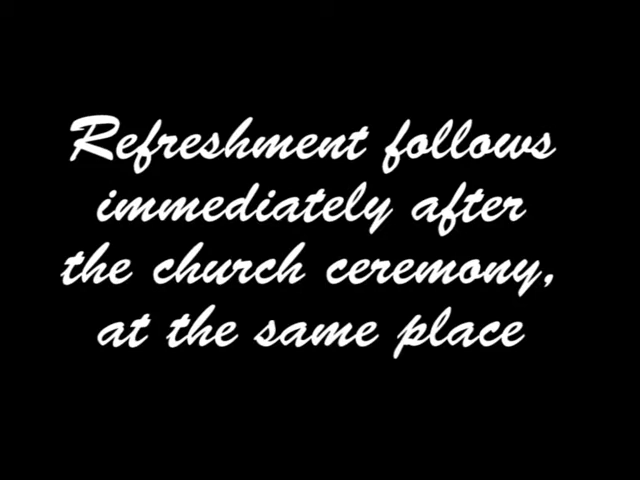 Refreshment follows
immediately after
the church ceremony,
at the same place